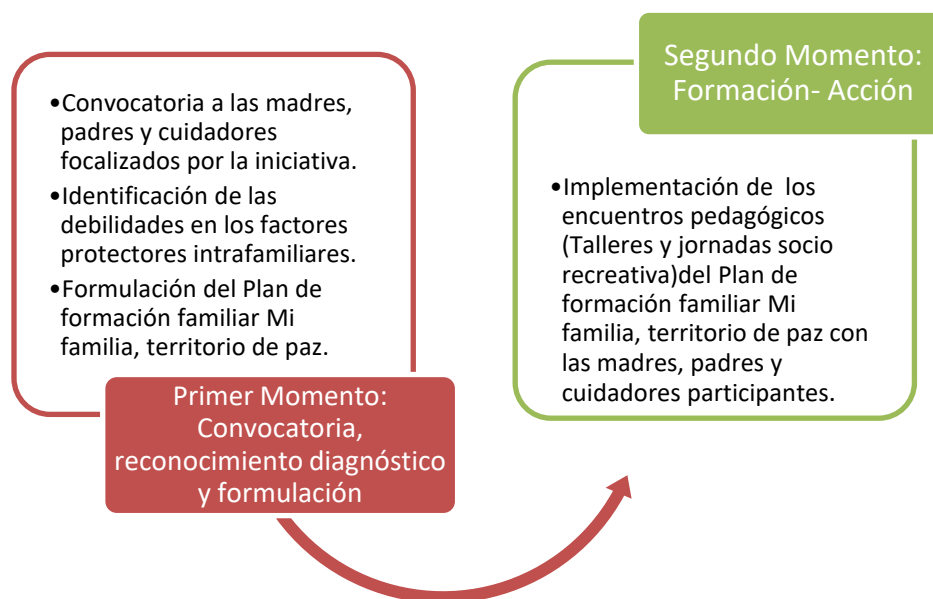 •Convocatoria a las madres,
padres y cuidadores
focalizados por la iniciativa.
•Identificación de las
debilidades en los factores
protectores intrafamiliares.
•Formulación del Plan de
formación familiar Mi
familia, territorio de paz.
Primer Momento:
Convocatoria,
reconocimiento diagnóstico
y formulación
Segundo Momento:
Formación- Acción
•Implementación de los
encuentros pedagógicos
(Talleres y jornadas socio
recreativa)del Plan de
formación familiar Mi
familia, territorio de paz con
las madres, padres y
cuidadores participantes.